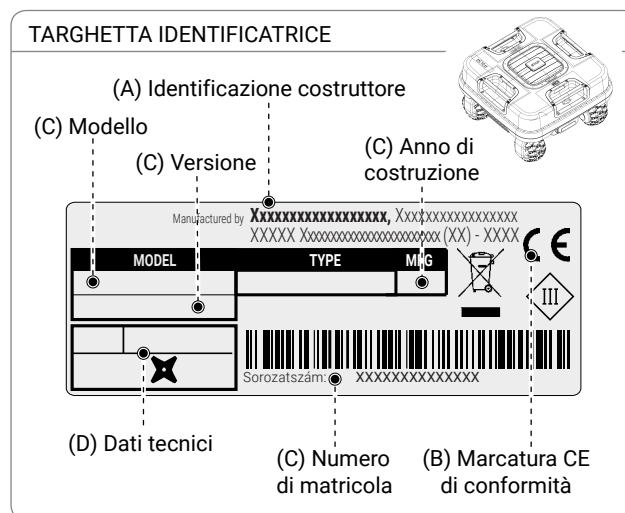 TARGHETTA IDENTIFICATRICE
(A) Identificazione costruttore
(C) Modello
(C) Versione
(C) Anno di
costruzione
Manufactured by Xxxxxxxxxxxxxxxxxx, Xxxxxxxxxxxxxxxxx
XXXXX Xxxxxxxxxxxxxxxxxxxxxxxx (XX) - XXXX
CE
MODEL TYPE MFG
III
Sorozatszám: XXXXXXXXXXXXXX
(D) Dati tecnici
(C) Numero
di matricola
(B) Marcatura CE
di conformità